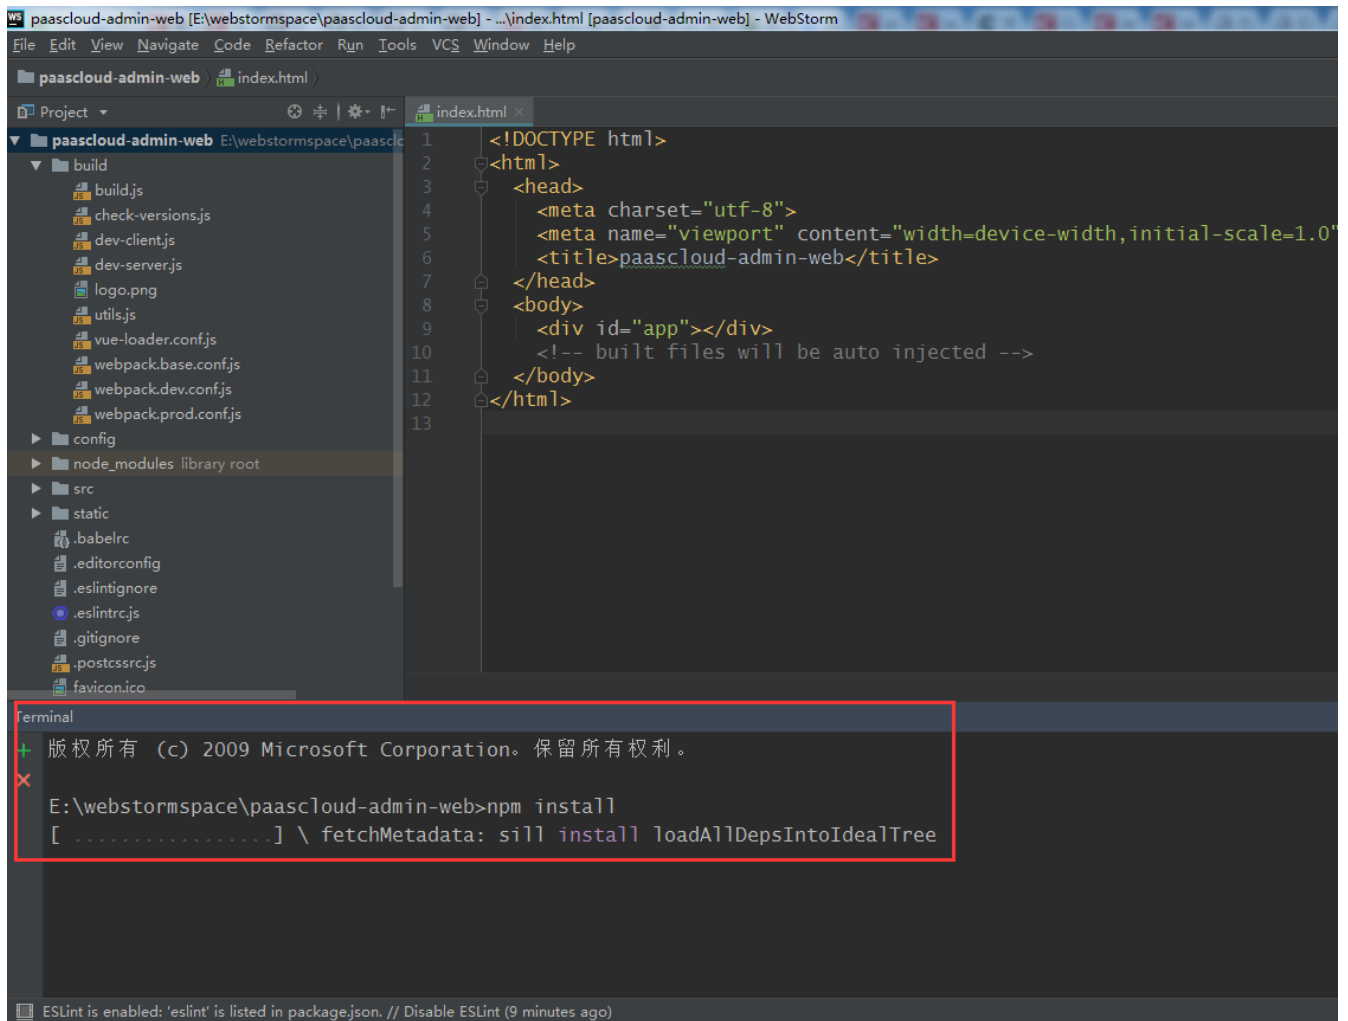 paascloud-admin-web [E:\webstormspace\paascloud-admin-web] - ...\index.html [paascloud-admin-web] - WebStorm
File Edit View Navigate Code Refactor Run Tools VCS Window Help
paascloud-admin-web index.html
Project
index.html
paascloud-admin-web E:\webstormspace\paasclc
build
build.js
check-versions.js
dev-client.js
dev-server.js
logo.png
utils.js
vue-loader.conf.js
webpack.base.conf.js
webpack.dev.conf.js
webpack.prod.conf.js
config
node_modules library root
src
static
.babelrc
.editorconfig
.eslintignore
.eslintrc.js
.gitignore
.postcssrc.js
favicon.ico
1 <!DOCTYPE html>
2 <html>
3 <head>
4 <meta charset="utf-8">
5 <meta name="viewport" content="width=device-width,initial-scale=1.0"
6 <title>paascloud-admin-web</title>
7 </head>
8 <body>
9 <div id="app"></div>
10 <!-- built files will be auto injected -->
11 </body>
12 </html>
13
Terminal
版权所有 (c) 2009 Microsoft Corporation。保留所有权利。
E:\webstormspace\paascloud-admin-web>npm install
[ .................] \ fetchMetadata: sill install loadAllDepsIntoIdealTree
ESLint is enabled: 'eslint' is listed in package.json. // Disable ESLint (9 minutes ago)